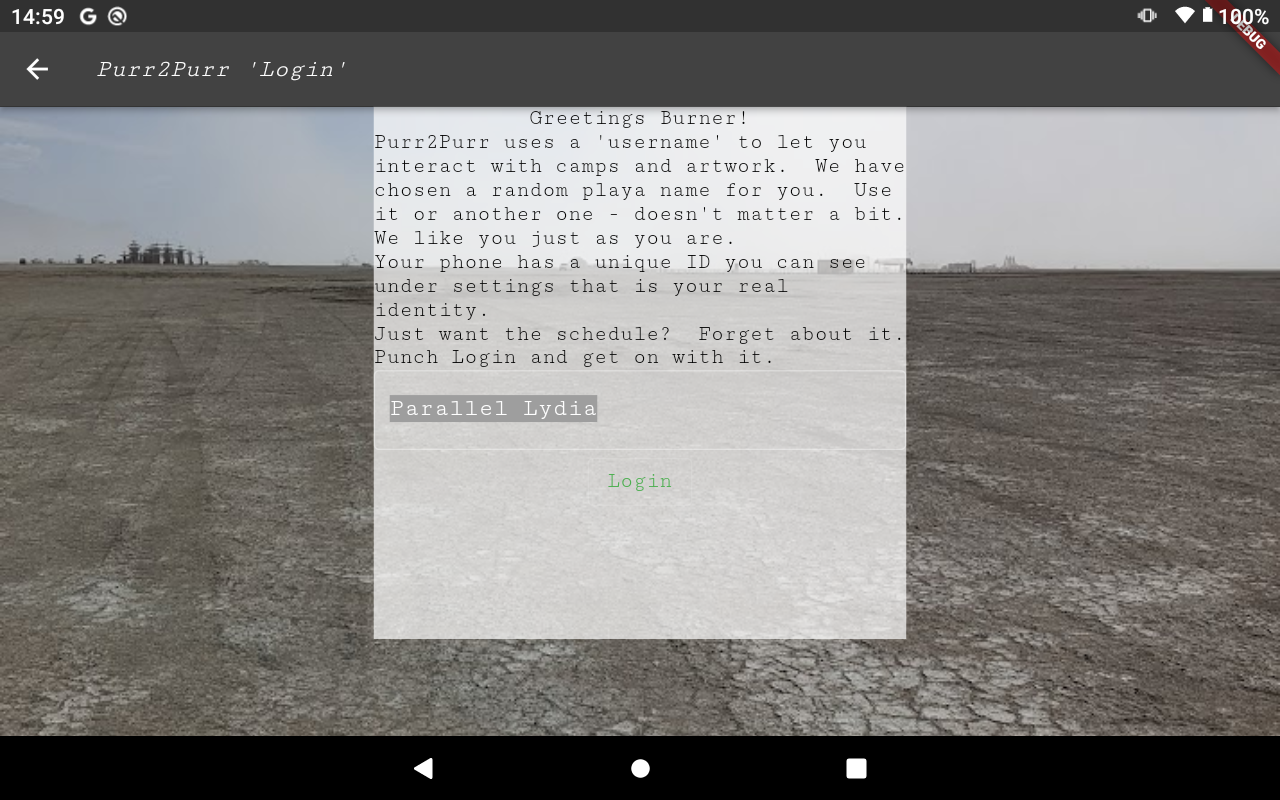 14:59
100%
DEBUG
Purr2Purr 'Login'
Greetings Burner!
Purr2Purr uses a 'username' to let you
interact with camps and artwork.  We have
chosen a random playa name for you.  Use
it or another one - doesn't matter a bit.
We like you just as you are.
Your phone has a unique ID you can see
under settings that is your real
identity.
Just want the schedule?  Forget about it.
Punch Login and get on with it.
Parallel Lydia
Login